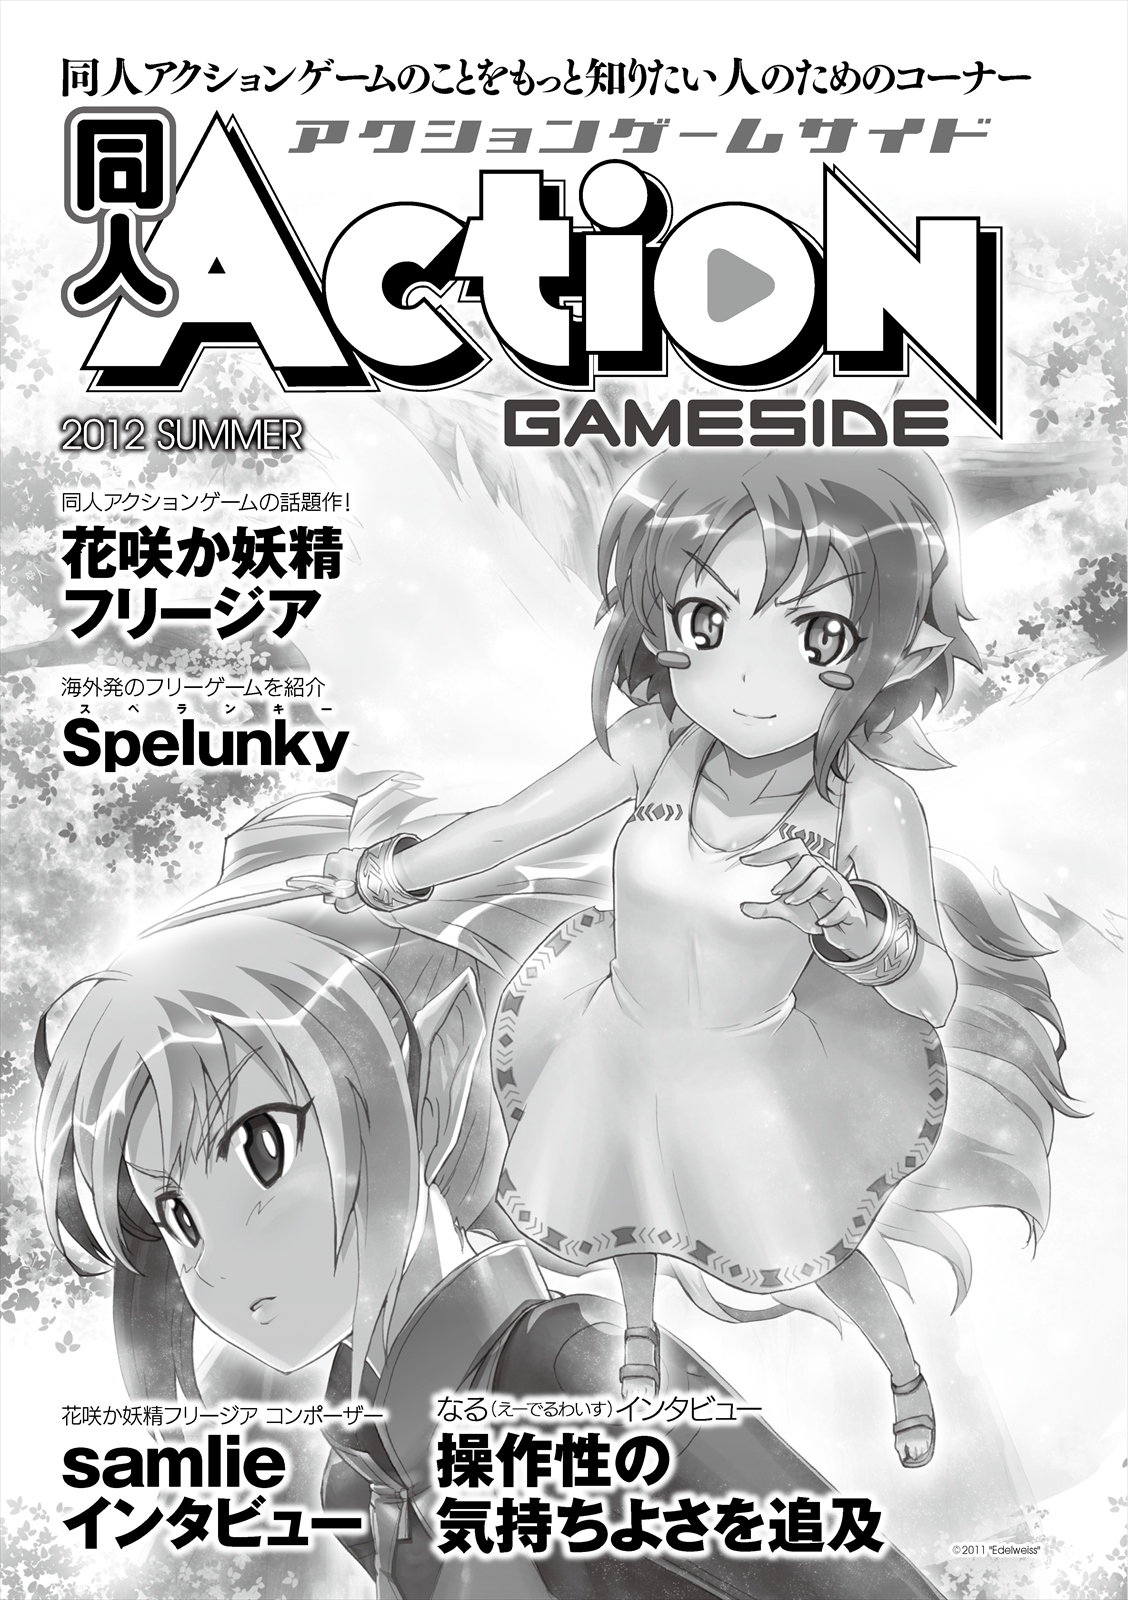 同人アクションゲームのことをもっと知りたい人のためのコーナー
アクションゲームサイド
同人
Action
GAMESIDE
2012 SUMMER
同人アクションゲームの話題作!
花咲か妖精
フリージア
海外発のフリーゲームを紹介
スペランキー
Spelunky
花咲か妖精フリージア コンポーザー
samlie
インタビュー
なる(えーでるわいす)インタビュー
操作性の
気持ちよさを追及
©2011 "Edelweiss"